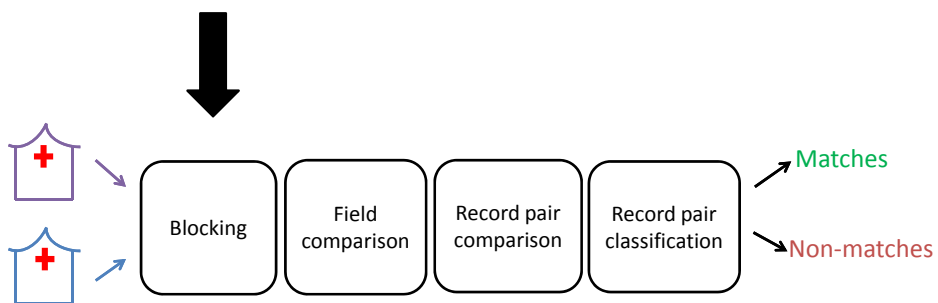 Blocking
Field
comparison
Record pair
comparison
Record pair
classification
Matches
Non-matches